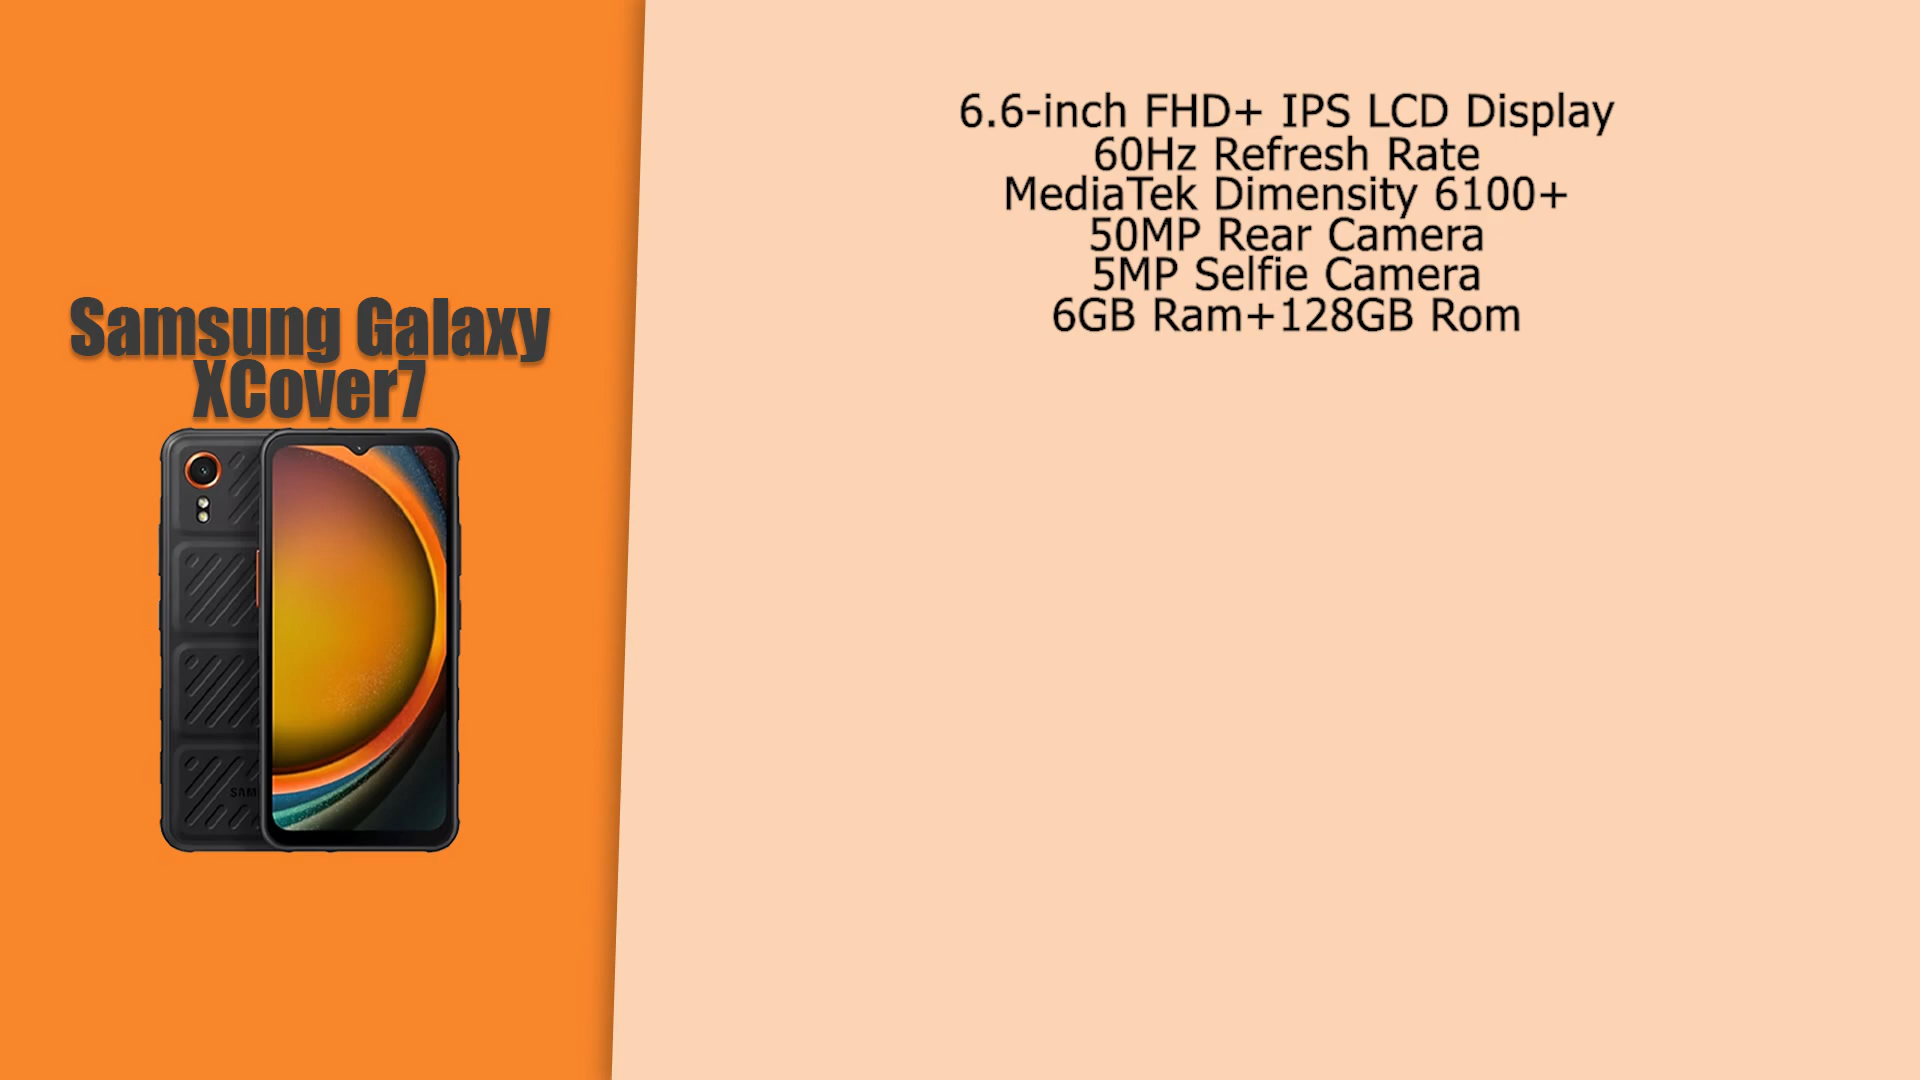 Samsung Galaxy
XCover7
SAM
6.6-inch FHD+ IPS LCD Display
60Hz Refresh Rate
MediaTek Dimensity 6100+
50MP Rear Camera
5MP Selfie Camera
6GB Ram+128GB Rom